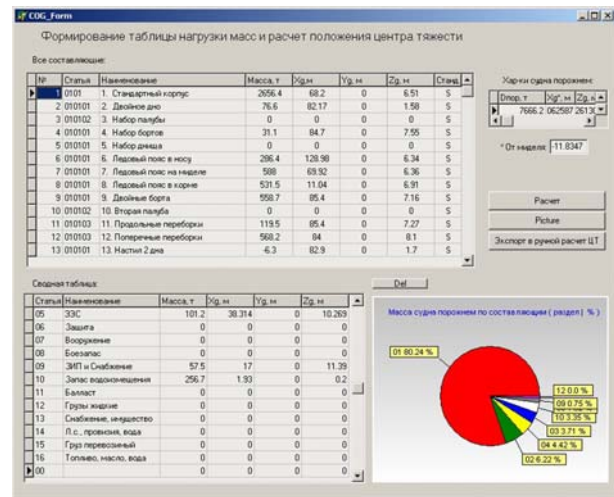 COG_Form
Формирование таблицы нагрузки масс и расчет положения центра тяжести
Все составляющие:
№ Статья Наименование Масса, т Xg,м Yg, м Zg, м Станд.
1 0101 1. Стандартный корпус 2656.4 68.2 0 6.51 S
2 010101 2. Двойное дно 76.6 82.17 0 1.58 S
3 010102 3. Набор палубы 0 0 0 0 S
4 010101 4. Набор бортов 31.1 84.7 0 7.55 S
5 010101 5. Набор днища 0 0 0 0 S
6 010101 6. Ледовый пояс в носу 286.4 128.98 0 6.34 S
7 010101 7. Ледовый пояс на миделе 588 69.92 0 6.36 S
8 010101 8. Ледовый пояс в корме 531.5 11.04 0 6.91 S
9 010101 9. Двойные борта 558.7 85.4 0 7.16 S
10 010102 10. Вторая палуба 0 0 0 0 S
11 010103 11. Продольные переборки 119.5 85.4 0 7.27 S
12 010103 12. Поперечные переборки 568.2 84 0 8.1 S
13 010101 13. Настил 2 дна -6.3 82.9 0 1.7 S
Хар-ки судна порожнем:
Dпор, т Xg*, м Zg,
7666.2 062587 2613
* От миделя: -11.8347
Расчет
Picture
Экспорт в ручной расчет ЦТ
Сводная таблица:
Del
Статья Наименование Масса, т Xg, м Yg, м Zg, м
05 ЭЭС 101.2 38.314 0 10.269
06 Защита 0 0 0 0
07 Вооружение 0 0 0 0
08 Боезапас 0 0 0 0
09 ЗИП и Снабжение 57.5 17 0 11.39
10 Запас водоизмещения 256.7 1.93 0 0.2
11 Балласт 0 0 0 0
12 Грузы жидкие 0 0 0 0
13 Снабжение, имущество 0 0 0 0
14 Л.с., провизия, вода 0 0 0 0
15 Груз перевозимый 0 0 0 0
16 Топливо, масло, вода 0 0 0 0
00 0 0 0 0
Масса судна порожнем по составляющим ( раздел | % )
01 80.24 %
12 0.0 %
09 0.75 %
10 3.35 %
03 3.71 %
04 4.42 %
02 6.22 %